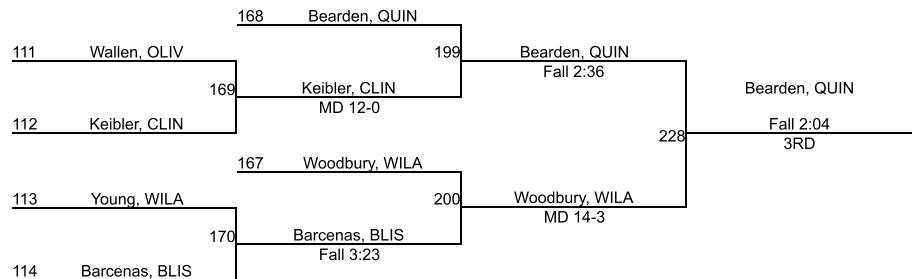 168 Bearden, QUIN
111 Wallen, OLIV
199 Bearden, QUIN
Fall 2:36
169 Keibler, CLIN
MD 12-0
Bearden, QUIN
112 Keibler, CLIN
Fall 2:04
228
3RD
167 Woodbury, WILA
113 Young, WILA
200 Woodbury, WILA
MD 14-3
170 Barcenas, BLIS
Fall 3:23
114 Barcenas, BLIS